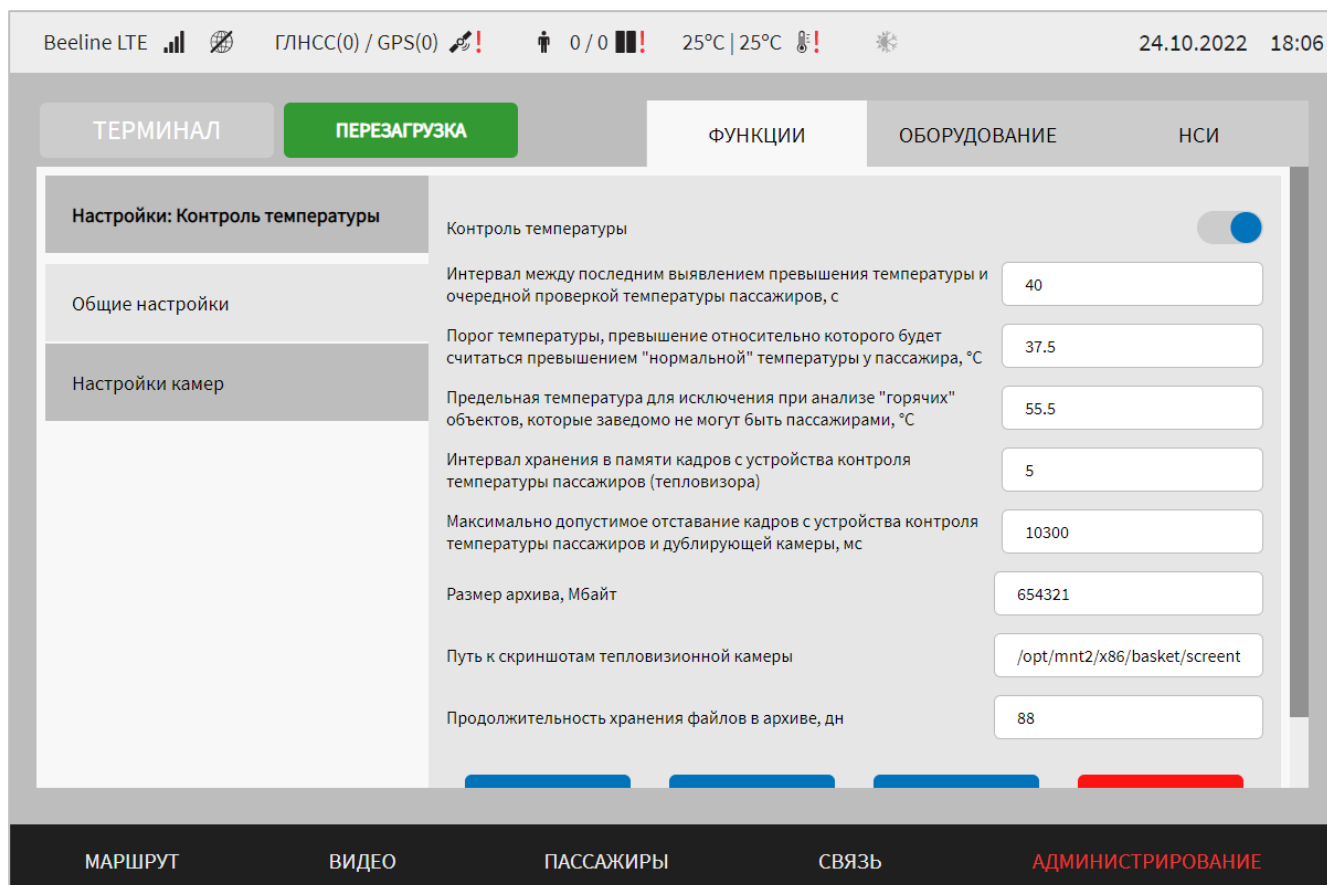 Beeline LTE ГЛНСС(0) / GPS(0) ! 0 / 0 ! 25°C | 25°C ! 24.10.2022 18:06
ТЕРМИНАЛ ПЕРЕЗАГРУЗКА ФУНКЦИИ ОБОРУДОВАНИЕ НСИ
Настройки: Контроль температуры
Общие настройки
Настройки камер
Контроль температуры
Интервал между последним выявлением превышения температуры и
очередной проверкой температуры пассажиров, с
40
Порог температуры, превышение относительно которого будет
считаться превышением "нормальной" температуры у пассажира, °C
37.5
Предельная температура для исключения при анализе "горячих"
объектов, которые заведомо не могут быть пассажирами, °C
55.5
Интервал хранения в памяти кадров с устройства контроля
температуры пассажиров (тепловизора)
5
Максимально допустимое отставание кадров с устройства контроля
температуры пассажиров и дублирующей камеры, мс
10300
Размер архива, Мбайт
654321
Путь к скриншотам тепловизионной камеры
/opt/mnt2/x86/basket/screent
Продолжительность хранения файлов в архиве, дн
88
МАРШРУТ ВИДЕО ПАССАЖИРЫ СВЯЗЬ АДМИНИСТРИРОВАНИЕ